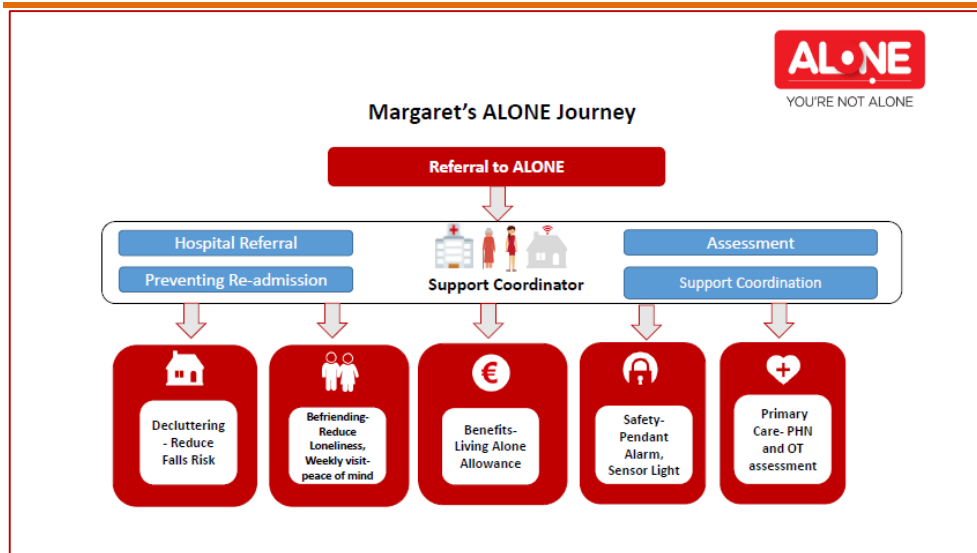 ALONE
YOU'RE NOT ALONE
Margaret's ALONE Journey
Referral to ALONE
Hospital Referral
Preventing Re-admission
Support Coordinator
Assessment
Support Coordination
Decluttering
- Reduce
Falls Risk
Befriending-
Reduce
Loneliness,
Weekly visit-
peace of mind
€
Benefits-
Living Alone
Allowance
Safety-
Pendant
Alarm,
Sensor Light
Primary
Care- PHN
and OT
assessment